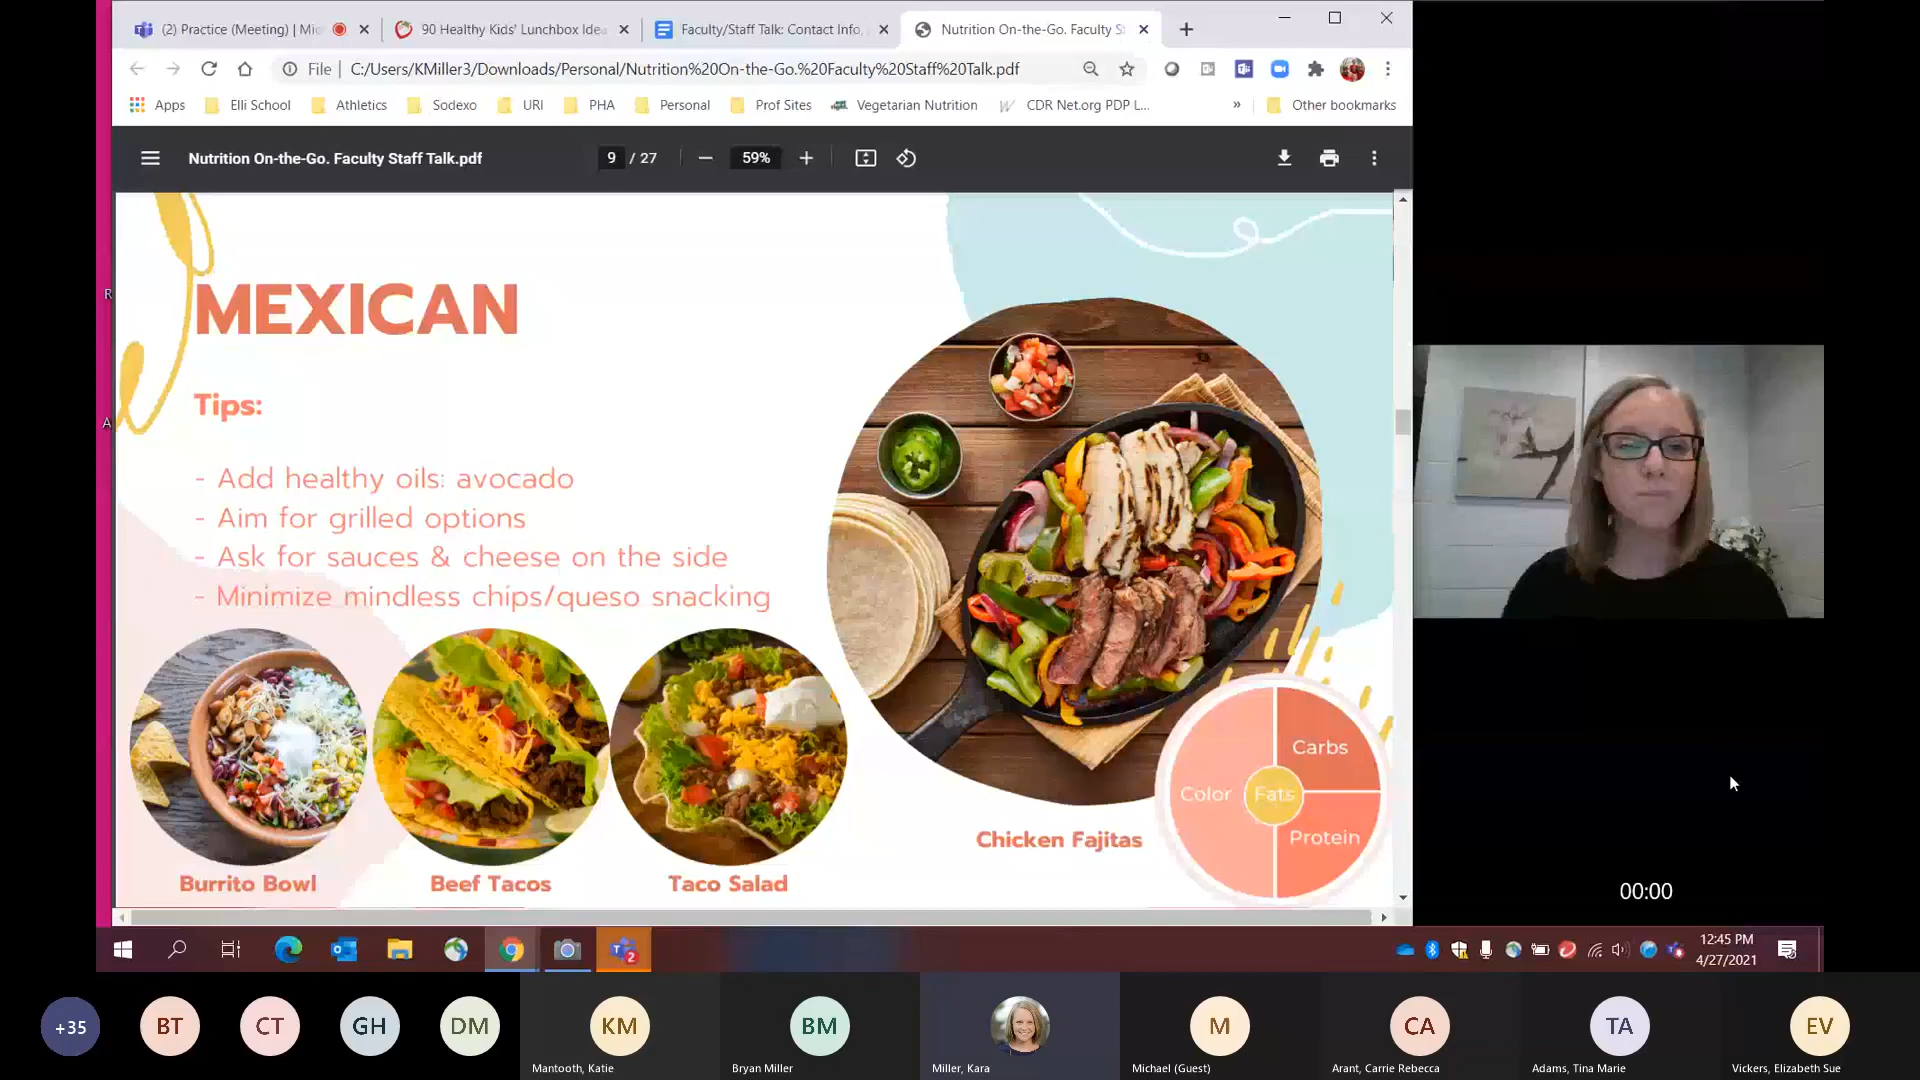 (2) Practice (Meeting) | Mic
90 Healthy Kids' Lunchbox Idea
Faculty/Staff Talk: Contact Info,
Nutrition On-the-Go. Faculty S
File | C:/Users/KMiller3/Downloads/Personal/Nutrition%20On-the-Go.%20Faculty%20Staff%20Talk.pdf
Apps
Elli School
Athletics
Sodexo
URI
PHA
Personal
Prof Sites
Vegetarian Nutrition
CDR Net.org PDP L...
»
Other bookmarks
Nutrition On-the-Go. Faculty Staff Talk.pdf
9 / 27
59%
R
A
MEXICAN
Tips:
- Add healthy oils: avocado
- Aim for grilled options
- Ask for sauces & cheese on the side
- Minimize mindless chips/queso snacking
Burrito Bowl
Beef Tacos
Taco Salad
Chicken Fajitas
Carbs
Color
Fats
Protein
00:00
12:45 PM
4/27/2021
+35
BT
CT
GH
DM
KM
Mantooth, Katie
BM
Bryan Miller
Miller, Kara
M
Michael (Guest)
CA
Arant, Carrie Rebecca
TA
Adams, Tina Marie
EV
Vickers, Elizabeth Sue